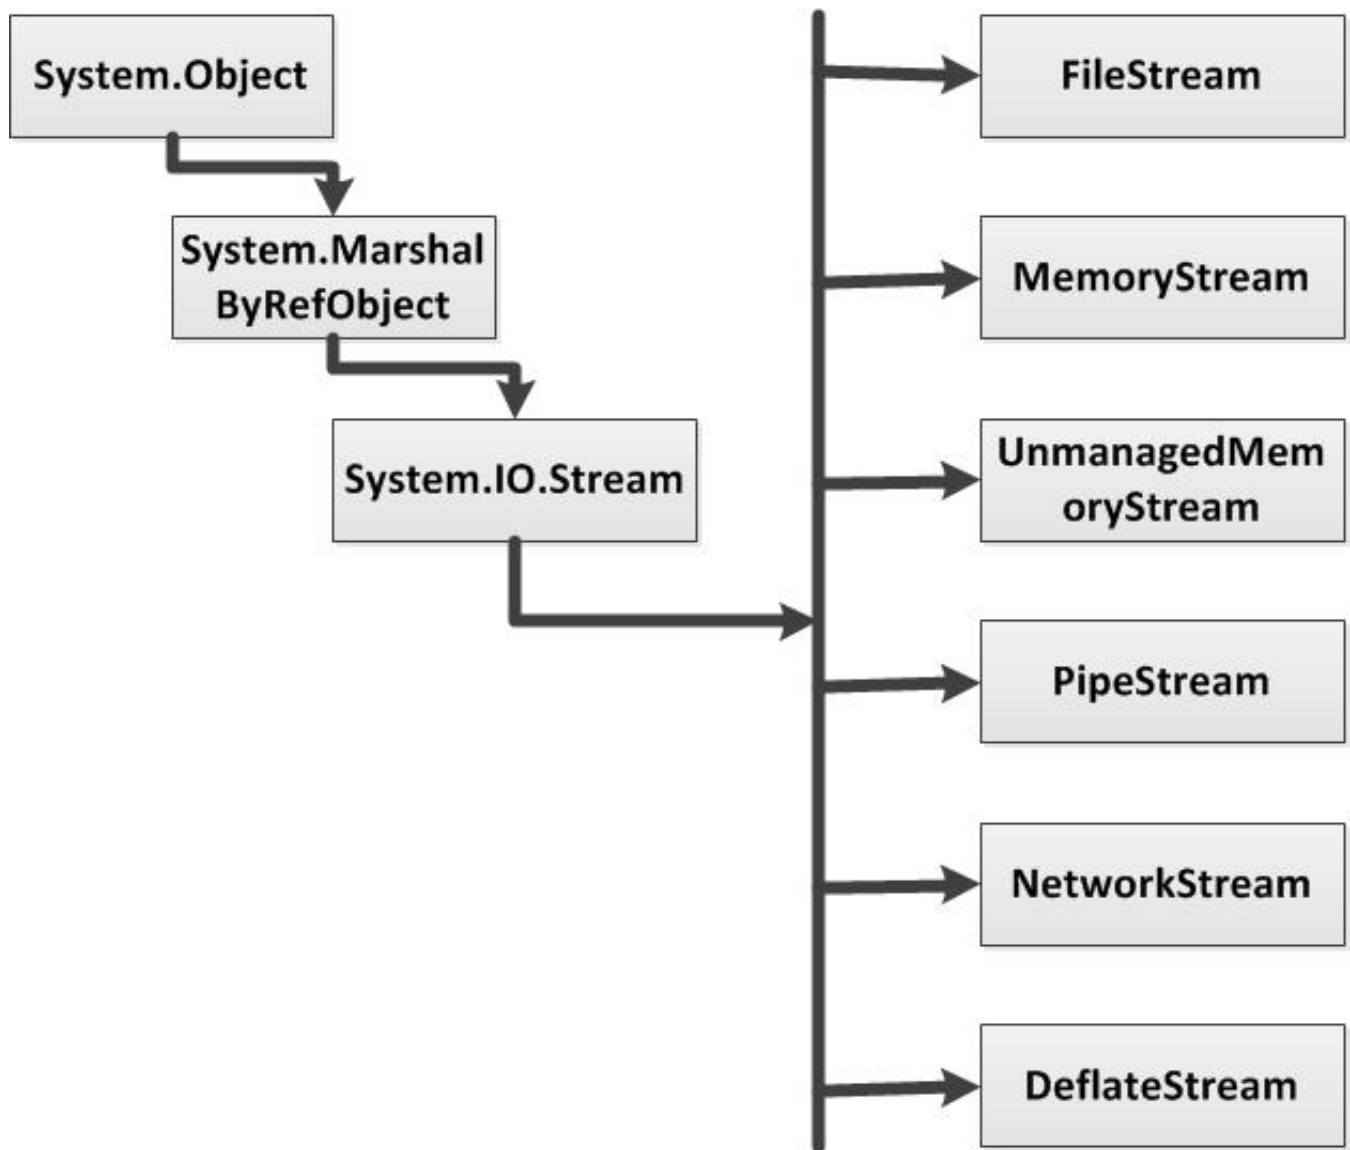 System.Object
System.Marshal
ByRefObject
System.IO.Stream
FileStream
MemoryStream
UnmanagedMem
oryStream
PipeStream
NetworkStream
DeflateStream